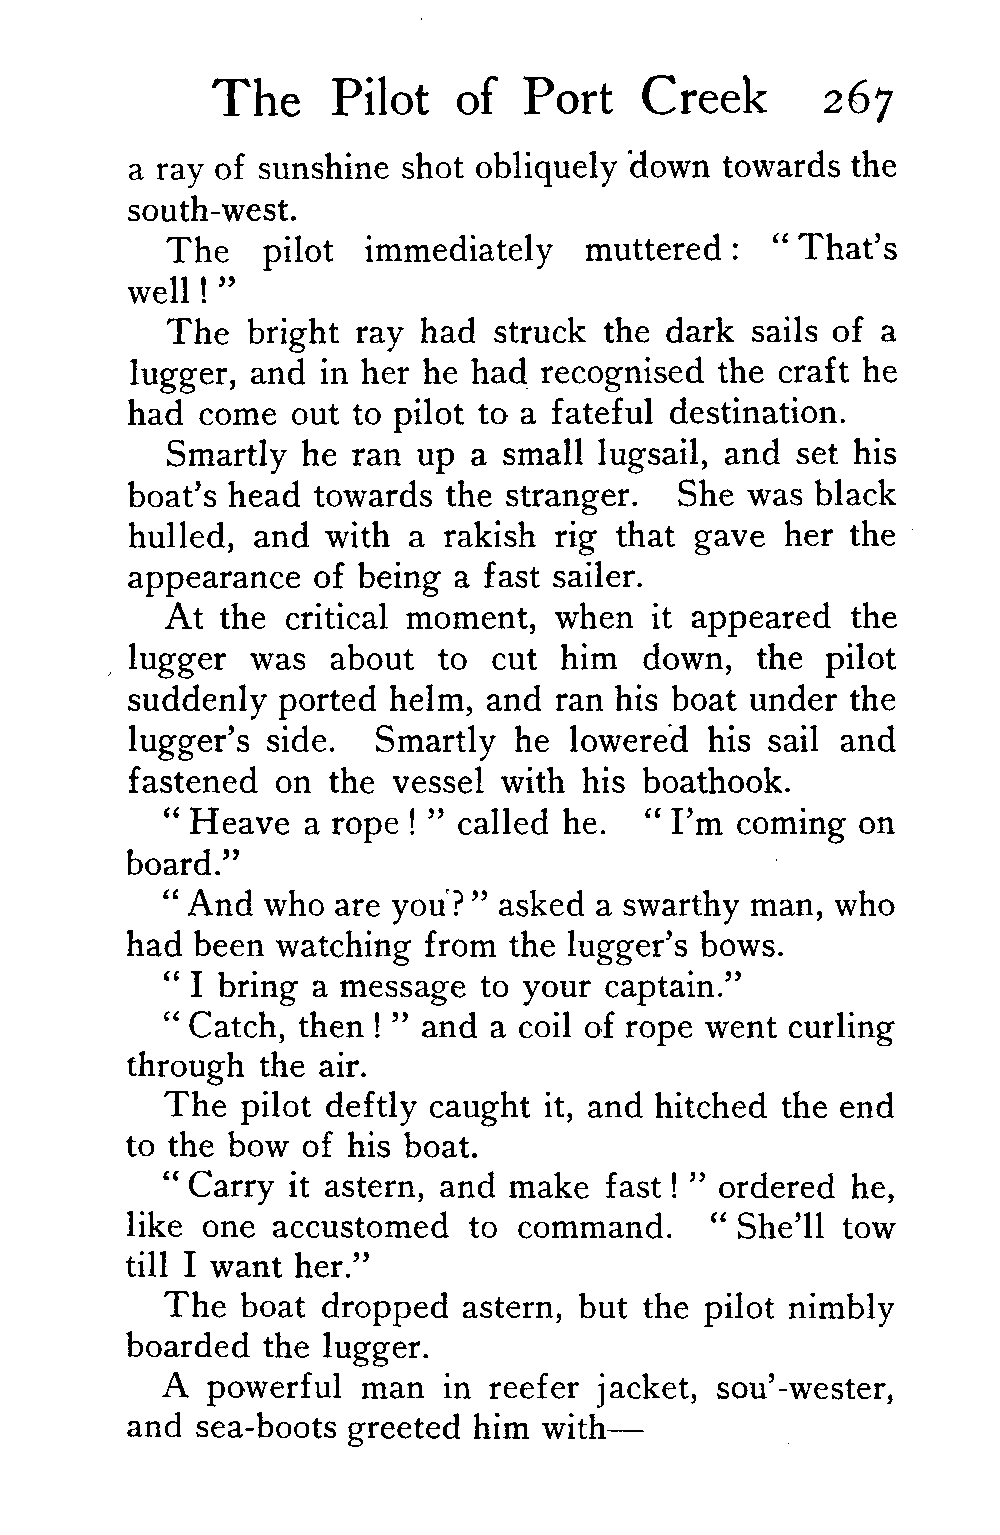 The Pilot of Port Creek 267
a ray of sunshine shot obliquely down towards the
south-west.
The pilot immediately muttered: “That’s
well!”
The bright ray had struck the dark sails of a
lugger, and in her he had recognised the craft he
had come out to pilot to a fateful destination.
Smartly he ran up a small lugsail, and set his
boat’s head towards the stranger. She was black
hulled, and with a rakish rig that gave her the
appearance of being a fast sailer.
At the critical moment, when it appeared the
lugger was about to cut him down, the pilot
suddenly ported helm, and ran his boat under the
lugger’s side. Smartly he lowered his sail and
fastened on the vessel with his boathook.
“Heave a rope!” called he. “I’m coming on
board.”
“And who are you?” asked a swarthy man, who
had been watching from the lugger’s bows.
“I bring a message to your captain.”
“Catch, then!” and a coil of rope went curling
through the air.
The pilot deftly caught it, and hitched the end
to the bow of his boat.
“Carry it astern, and make fast!” ordered he,
like one accustomed to command. “She’ll tow
till I want her.”
The boat dropped astern, but the pilot nimbly
boarded the lugger.
A powerful man in reefer jacket, sou’-wester,
and sea-boots greeted him with—